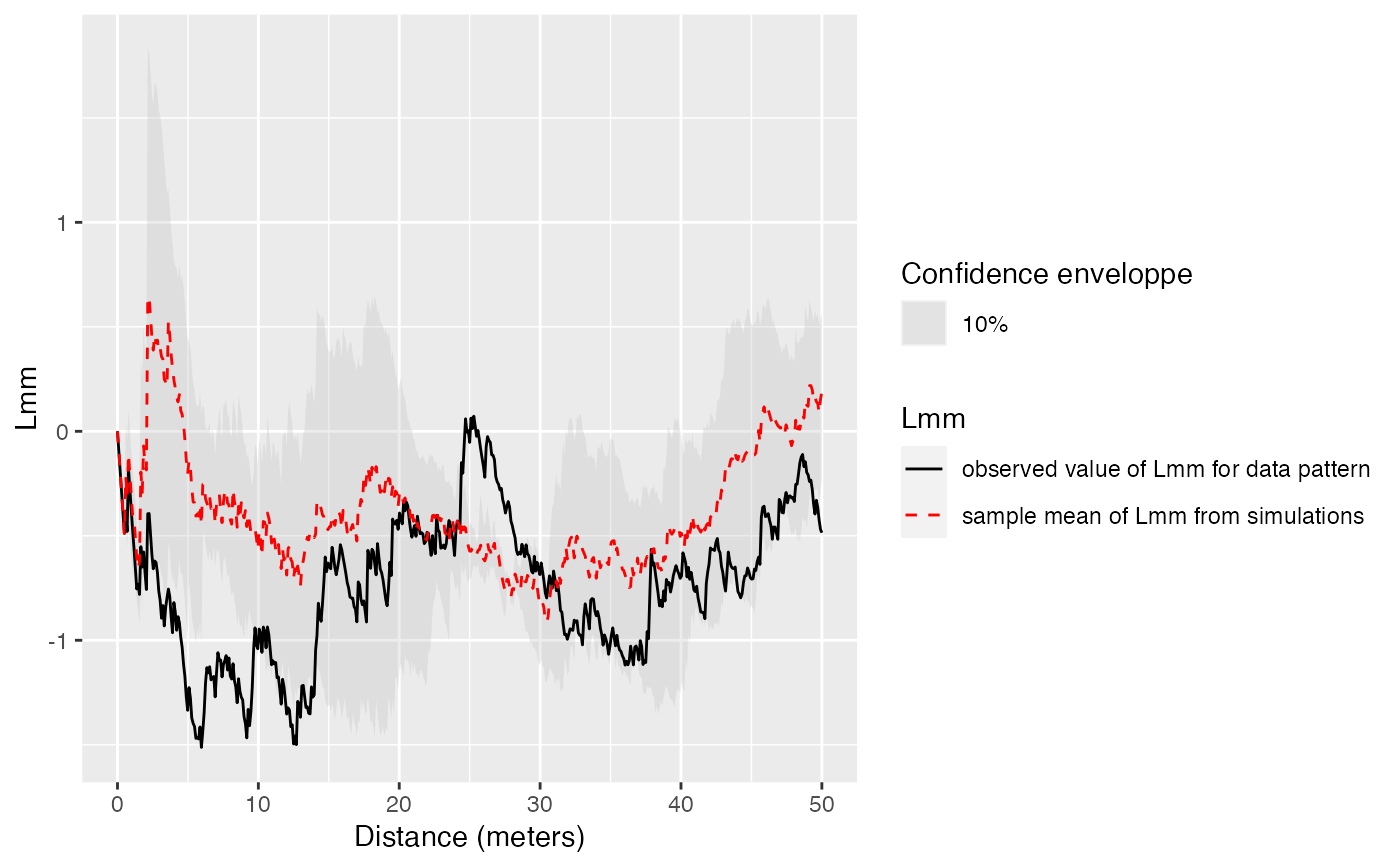 1
0
-1
Lmm
0 10 20 30 40 50
Distance (meters)
Confidence enveloppe
10%
Lmm
observed value of Lmm for data pattern
sample mean of Lmm from simulations